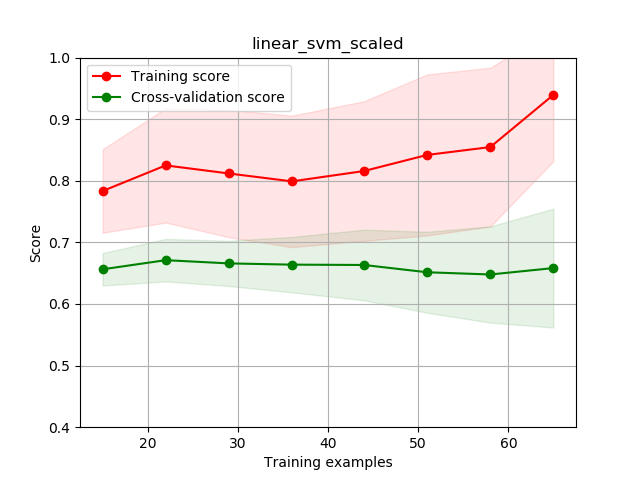 linear_svm_scaled
1.0
0.9
0.8
0.7
0.6
0.5
0.4
Score
Training score
Cross-validation score
20 30 40 50 60
Training examples